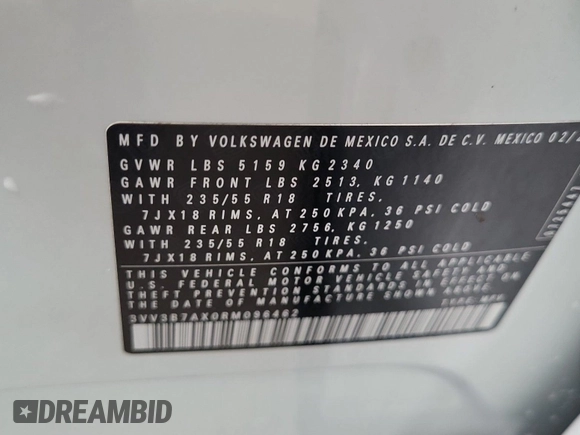 MFD BY VOLKSWAGEN DE MEXICO S.A. DE C.V. MEXICO 02/
GVWR LBS 5159 KG 2340
GAWR FRONT LBS 2513, KG 1140
WITH 235/55 R18 TIRES,
7JX18 RIMS, AT 250 KPA, 36 PSI COLD
GAWR REAR LBS 2756, KG 1250
WITH 235/55 R18 TIRES,
7JX18 RIMS, AT 250 KPA, 36 PSI COLD
THIS VEHICLE CONFORMS TO ALL APPLICABLE
U.S. FEDERAL MOTOR VEHICLE SAFETY AND
THEFT PREVENTION STANDARDS IN EFFECT ON
THE DATE OF MANUFACTURE SHOWN ABOVE.
3VV3B7AX0RM096462
DREAMBID